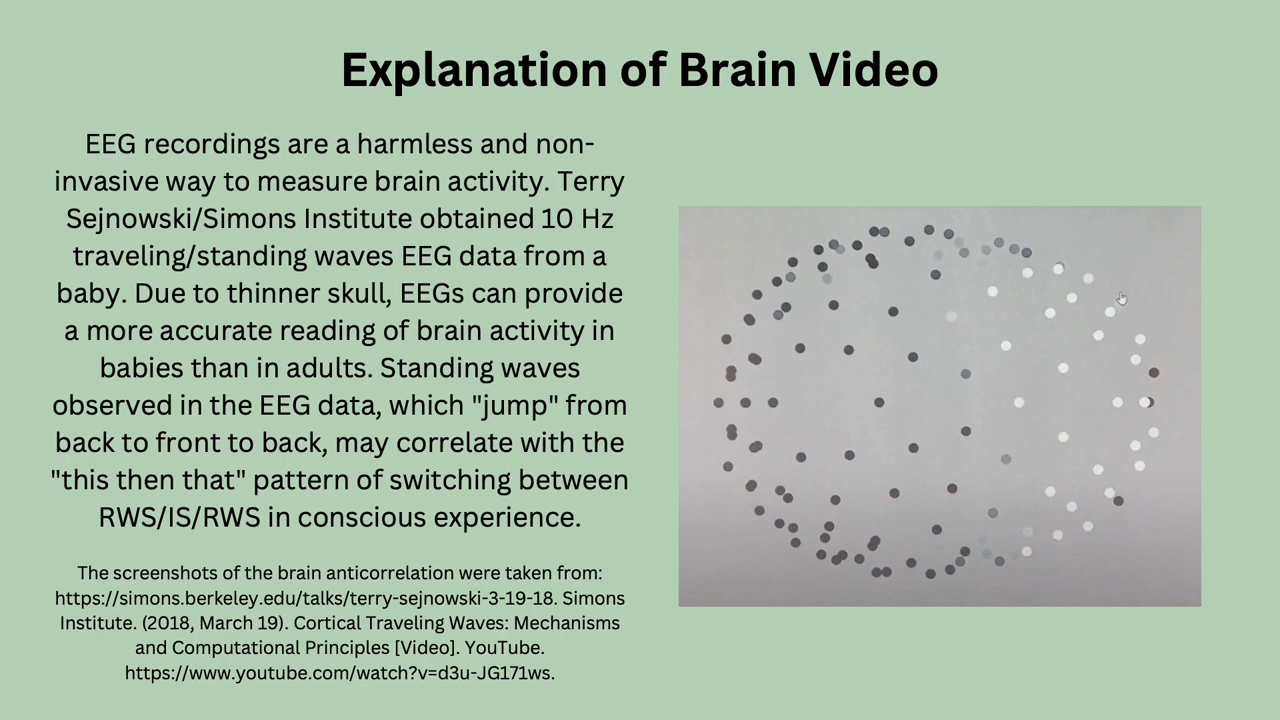 Explanation of Brain Video
EEG recordings are a harmless and non-
invasive way to measure brain activity. Terry
Sejnowski/Simons Institute obtained 10 Hz
traveling/standing waves EEG data from a
baby. Due to thinner skull, EEGs can provide
a more accurate reading of brain activity in
babies than in adults. Standing waves
observed in the EEG data, which "jump" from
back to front to back, may correlate with the
"this then that" pattern of switching between
RWS/IS/RWS in conscious experience.
The screenshots of the brain anticorrelation were taken from:
https://simons.berkeley.edu/talks/terry-sejnowski-3-19-18. Simons
Institute. (2018, March 19). Cortical Traveling Waves: Mechanisms
and Computational Principles [Video]. YouTube.
https://www.youtube.com/watch?v=d3u-JG171ws.